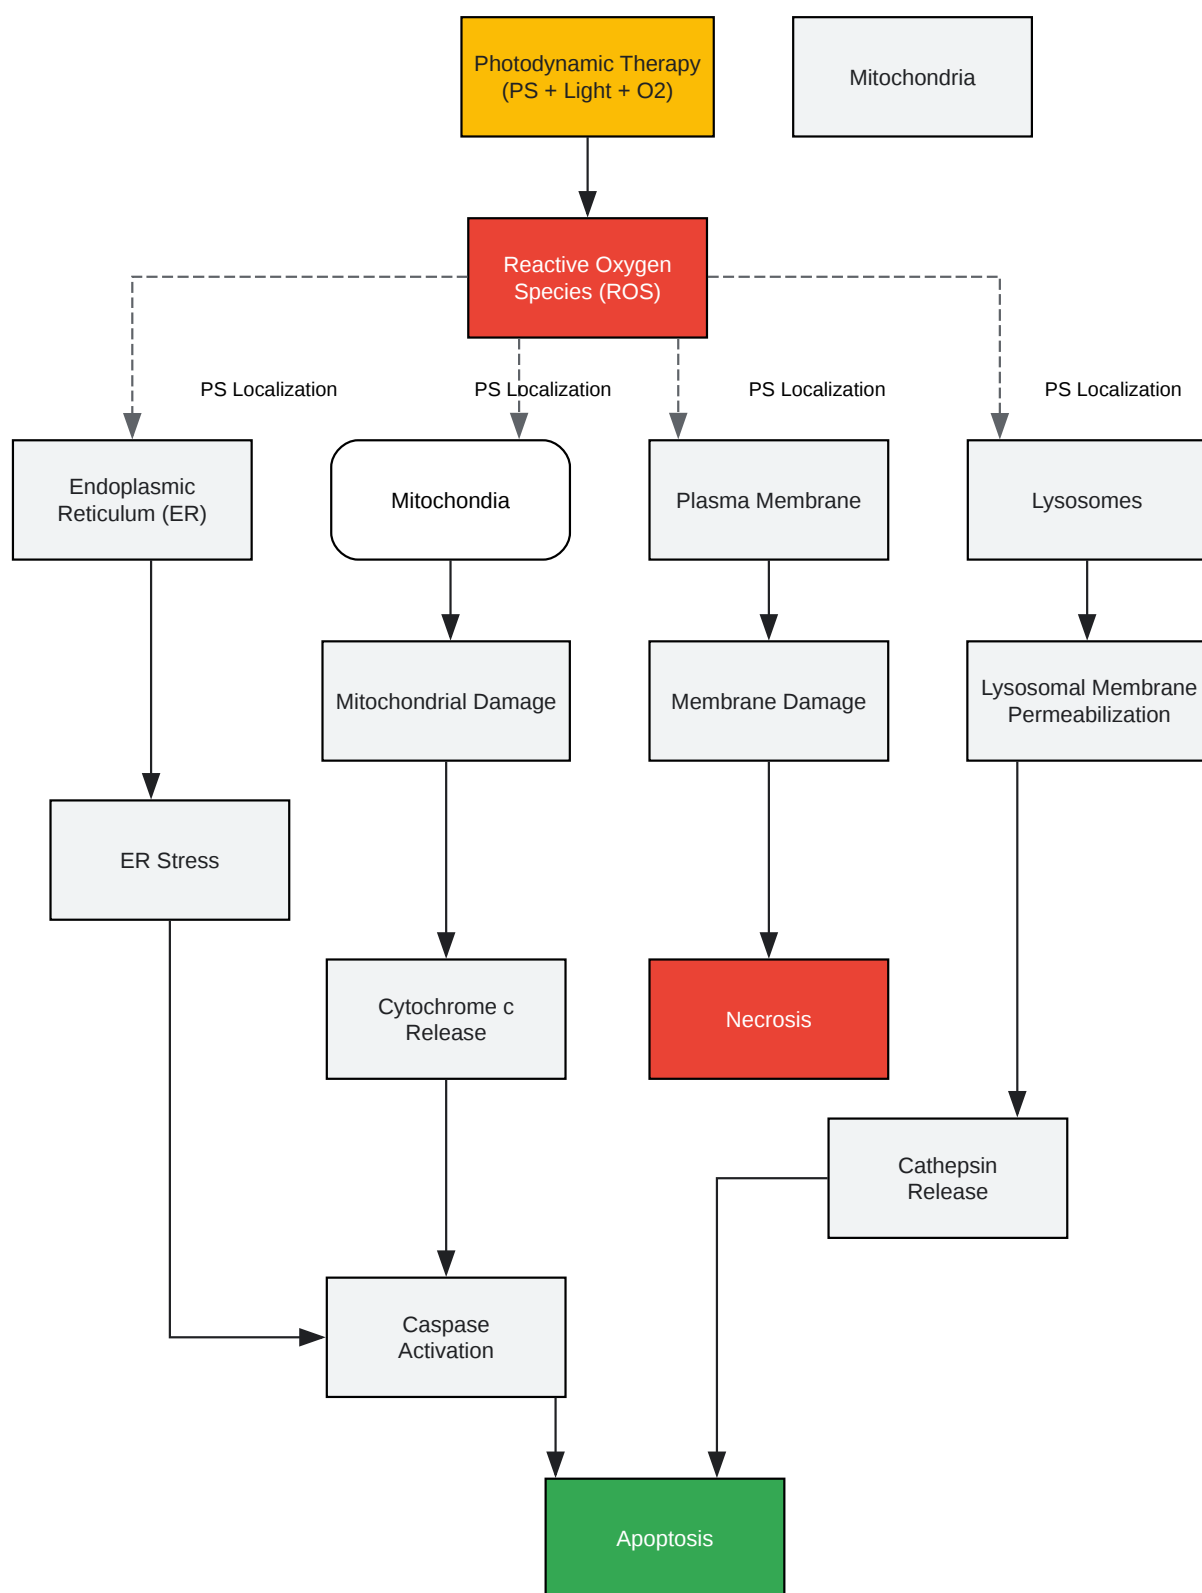 Photodynamic Therapy
(PS + Light + O2)
Mitochondria
Reactive Oxygen
Species (ROS)
PS Localization
PS Localization
PS Localization
PS Localization
Endoplasmic
Reticulum (ER)
Mitochondia
Plasma Membrane
Lysosomes
Mitochondrial Damage
Membrane Damage
Lysosomal Membrane
Permeabilization
ER Stress
Cytochrome c
Release
Necrosis
Cathepsin
Release
Caspase
Activation
Apoptosis